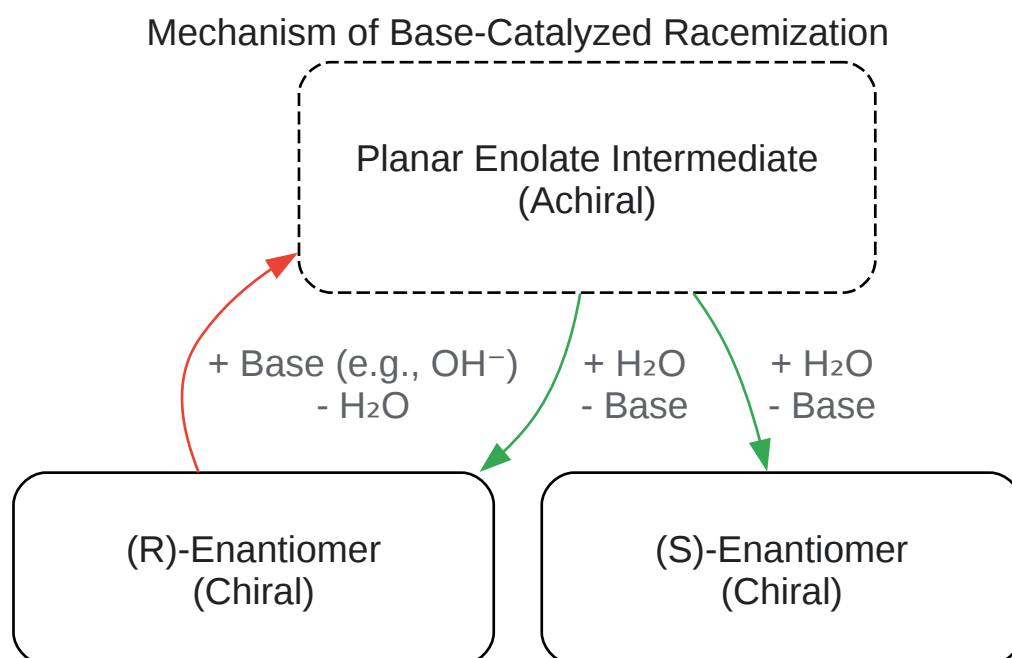 Mechanism of Base-Catalyzed Racemization
Planar Enolate Intermediate
(Achiral)
+ Base (e.g., OH⁻)
- H₂O
+ H₂O
- Base
+ H₂O
- Base
(R)-Enantiomer
(Chiral)
(S)-Enantiomer
(Chiral)